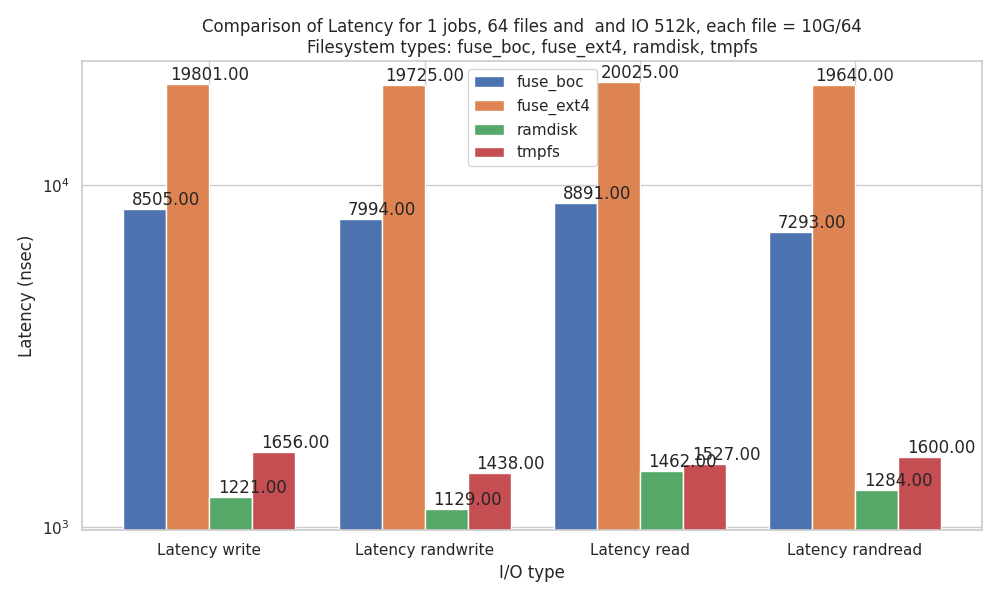 Comparison of Latency for 1 jobs, 64 files and  and IO 512k, each file = 10G/64
Filesystem types: fuse_boc, fuse_ext4, ramdisk, tmpfs
19801.00
19725.00
20025.00
19640.00
fuse_boc
fuse_ext4
ramdisk
tmpfs
10⁴
8505.00
7994.00
8891.00
7293.00
Latency (nsec)
1656.00
1438.00
1527.00
1600.00
1221.00
1129.00
1462.00
1284.00
10³
Latency write
Latency randwrite
Latency read
Latency randread
I/O type